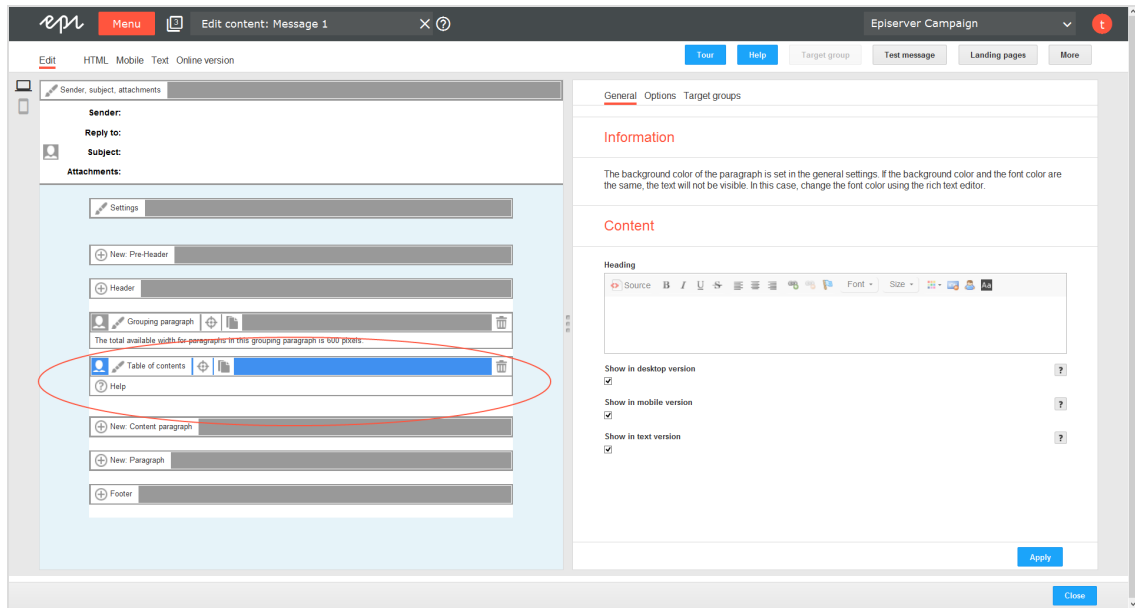 epi Menu 3 Edit content: Message 1 Episerver Campaign t
Edit HTML Mobile Text Online version Tour Help Target group Test message Landing pages More
Sender, subject, attachments
Sender:
Reply to:
Subject:
Attachments:
Settings
New: Pre-Header
Header
Grouping paragraph
The total available width for paragraphs in this grouping paragraph is 600 pixels.
Table of contents
? Help
New: Content paragraph
New: Paragraph
Footer
General Options Target groups
Information
The background color of the paragraph is set in the general settings. If the background color and the font color are
the same, the text will not be visible. In this case, change the font color using the rich text editor.
Content
Heading
Source B I U S Font Size Aa
Show in desktop version ?
Show in mobile version ?
Show in text version ?
Apply
Close